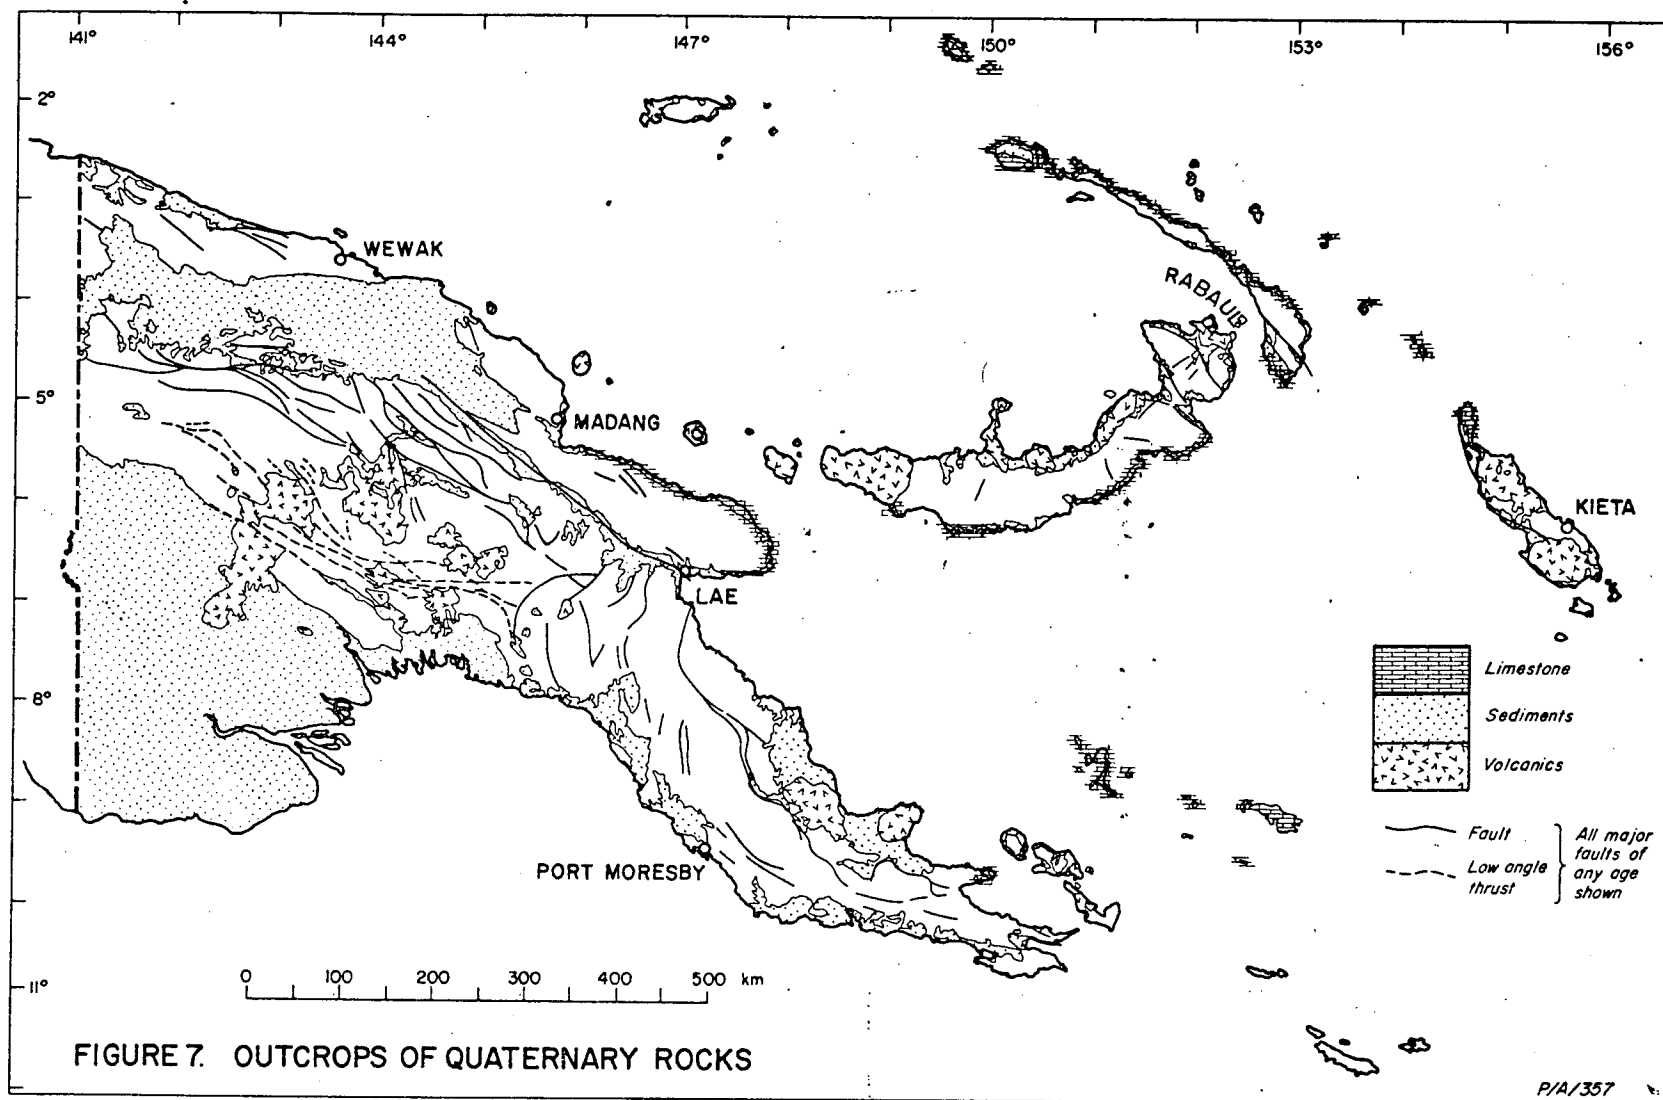 141° 144° 147° 150° 153° 156°
2°
WEWAK
RABAUL
5°
MADANG
KIETA
LAE
Limestone
Sediments
8°
Volcanics
Fault
Low angle
thrust
All major
faults of
any age
shown
PORT MORESBY
0 100 200 300 400 500 km
11°
FIGURE 7. OUTCROPS OF QUATERNARY ROCKS
P/A/357